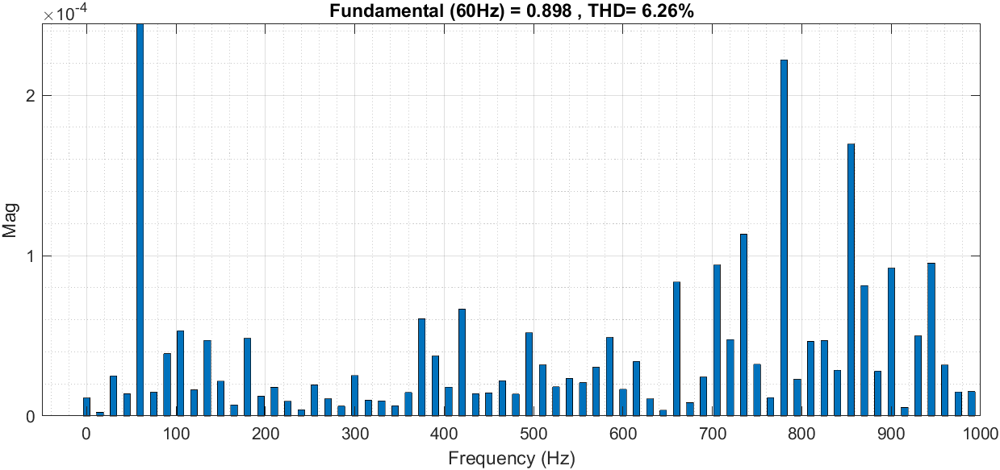 Fundamental (60Hz) = 0.898 , THD= 6.26%
×10⁻⁴
2
1
0
Mag
0 100 200 300 400 500 600 700 800 900 1000
Frequency (Hz)